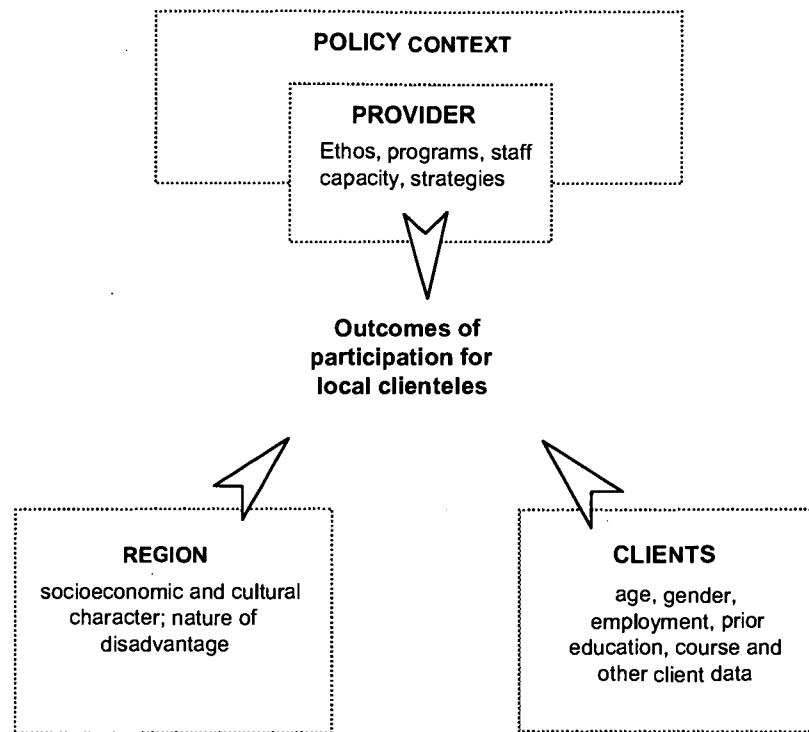 POLICY CONTEXT
PROVIDER
Ethos, programs, staff
capacity, strategies
Outcomes of
participation for
local clienteles
REGION
socioeconomic and cultural
character; nature of
disadvantage
CLIENTS
age, gender,
employment, prior
education, course and
other client data